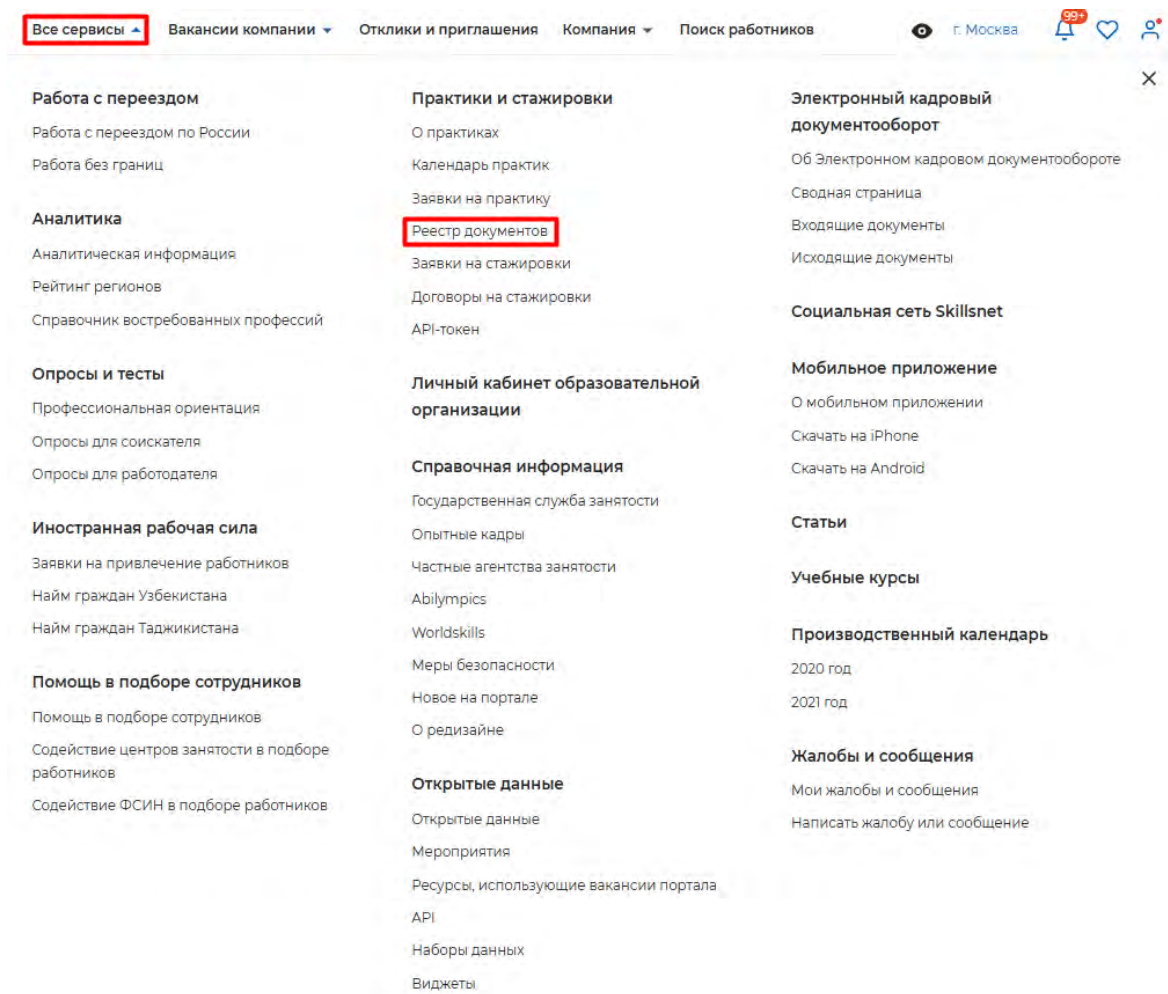 Все сервисы Вакансии компании Отклики и приглашения Компания Поиск работников г. Москва 99+
Работа с переездом
Работа с переездом по России
Работа без границ
Аналитика
Аналитическая информация
Рейтинг регионов
Справочник востребованных профессий
Опросы и тесты
Профессиональная ориентация
Опросы для соискателя
Опросы для работодателя
Иностранная рабочая сила
Заявки на привлечение работников
Найм граждан Узбекистана
Найм граждан Таджикистана
Помощь в подборе сотрудников
Помощь в подборе сотрудников
Содействие центров занятости в подборе
работников
Содействие ФСИН в подборе работников
Практики и стажировки
О практиках
Календарь практик
Заявки на практику
Реестр документов
Заявки на стажировки
Договоры на стажировки
API-токен
Личный кабинет образовательной
организации
Справочная информация
Государственная служба занятости
Опытные кадры
Частные агентства занятости
Abilympics
Worldskills
Меры безопасности
Новое на портале
О редизайне
Открытые данные
Открытые данные
Мероприятия
Ресурсы, использующие вакансии портала
API
Наборы данных
Виджеты
Электронный кадровый
документооборот
Об Электронном кадровом документообороте
Сводная страница
Входящие документы
Исходящие документы
Социальная сеть Skillsnet
Мобильное приложение
О мобильном приложении
Скачать на iPhone
Скачать на Android
Статьи
Учебные курсы
Производственный календарь
2020 год
2021 год
Жалобы и сообщения
Мои жалобы и сообщения
Написать жалобу или сообщение